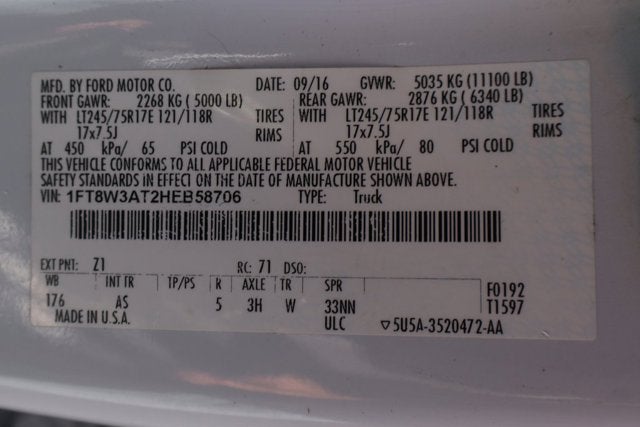 MFD. BY FORD MOTOR CO. DATE: 09/16 GVWR: 5035 KG (11100 LB)
FRONT GAWR: 2268 KG ( 5000 LB) REAR GAWR: 2876 KG ( 6340 LB)
WITH LT245/75R17E 121/118R TIRES WITH LT245/75R17E 121/118R TIRES
17x7.5J RIMS 17x7.5J RIMS
AT 450 kPa/ 65 PSI COLD AT 550 kPa/ 80 PSI COLD
THIS VEHICLE CONFORMS TO ALL APPLICABLE FEDERAL MOTOR VEHICLE
SAFETY STANDARDS IN EFFECT ON THE DATE OF MANUFACTURE SHOWN ABOVE.
VIN: 1FT8W3AT2HEB58706 TYPE: Truck
EXT PNT: Z1 RC: 71 DSO:
WB INT TR TP/PS R AXLE TR SPR F0192
176 AS 5 3H W 33NN T1597
MADE IN U.S.A. ULC ▽5U5A-3520472-AA